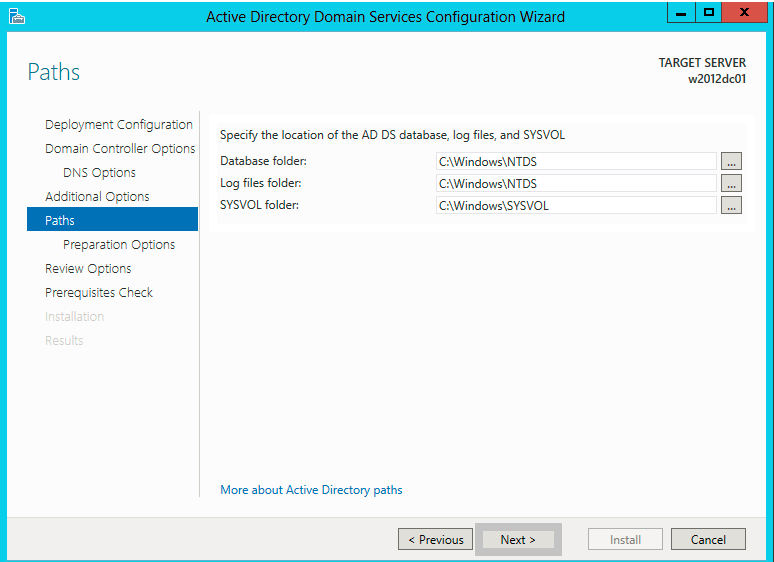 Active Directory Domain Services Configuration Wizard
Paths
TARGET SERVER
w2012dc01
Deployment Configuration
Domain Controller Options
DNS Options
Additional Options
Paths
Preparation Options
Review Options
Prerequisites Check
Installation
Results
Specify the location of the AD DS database, log files, and SYSVOL
Database folder: C:\Windows\NTDS ...
Log files folder: C:\Windows\NTDS ...
SYSVOL folder: C:\Windows\SYSVOL ...
More about Active Directory paths
< Previous Next > Install Cancel